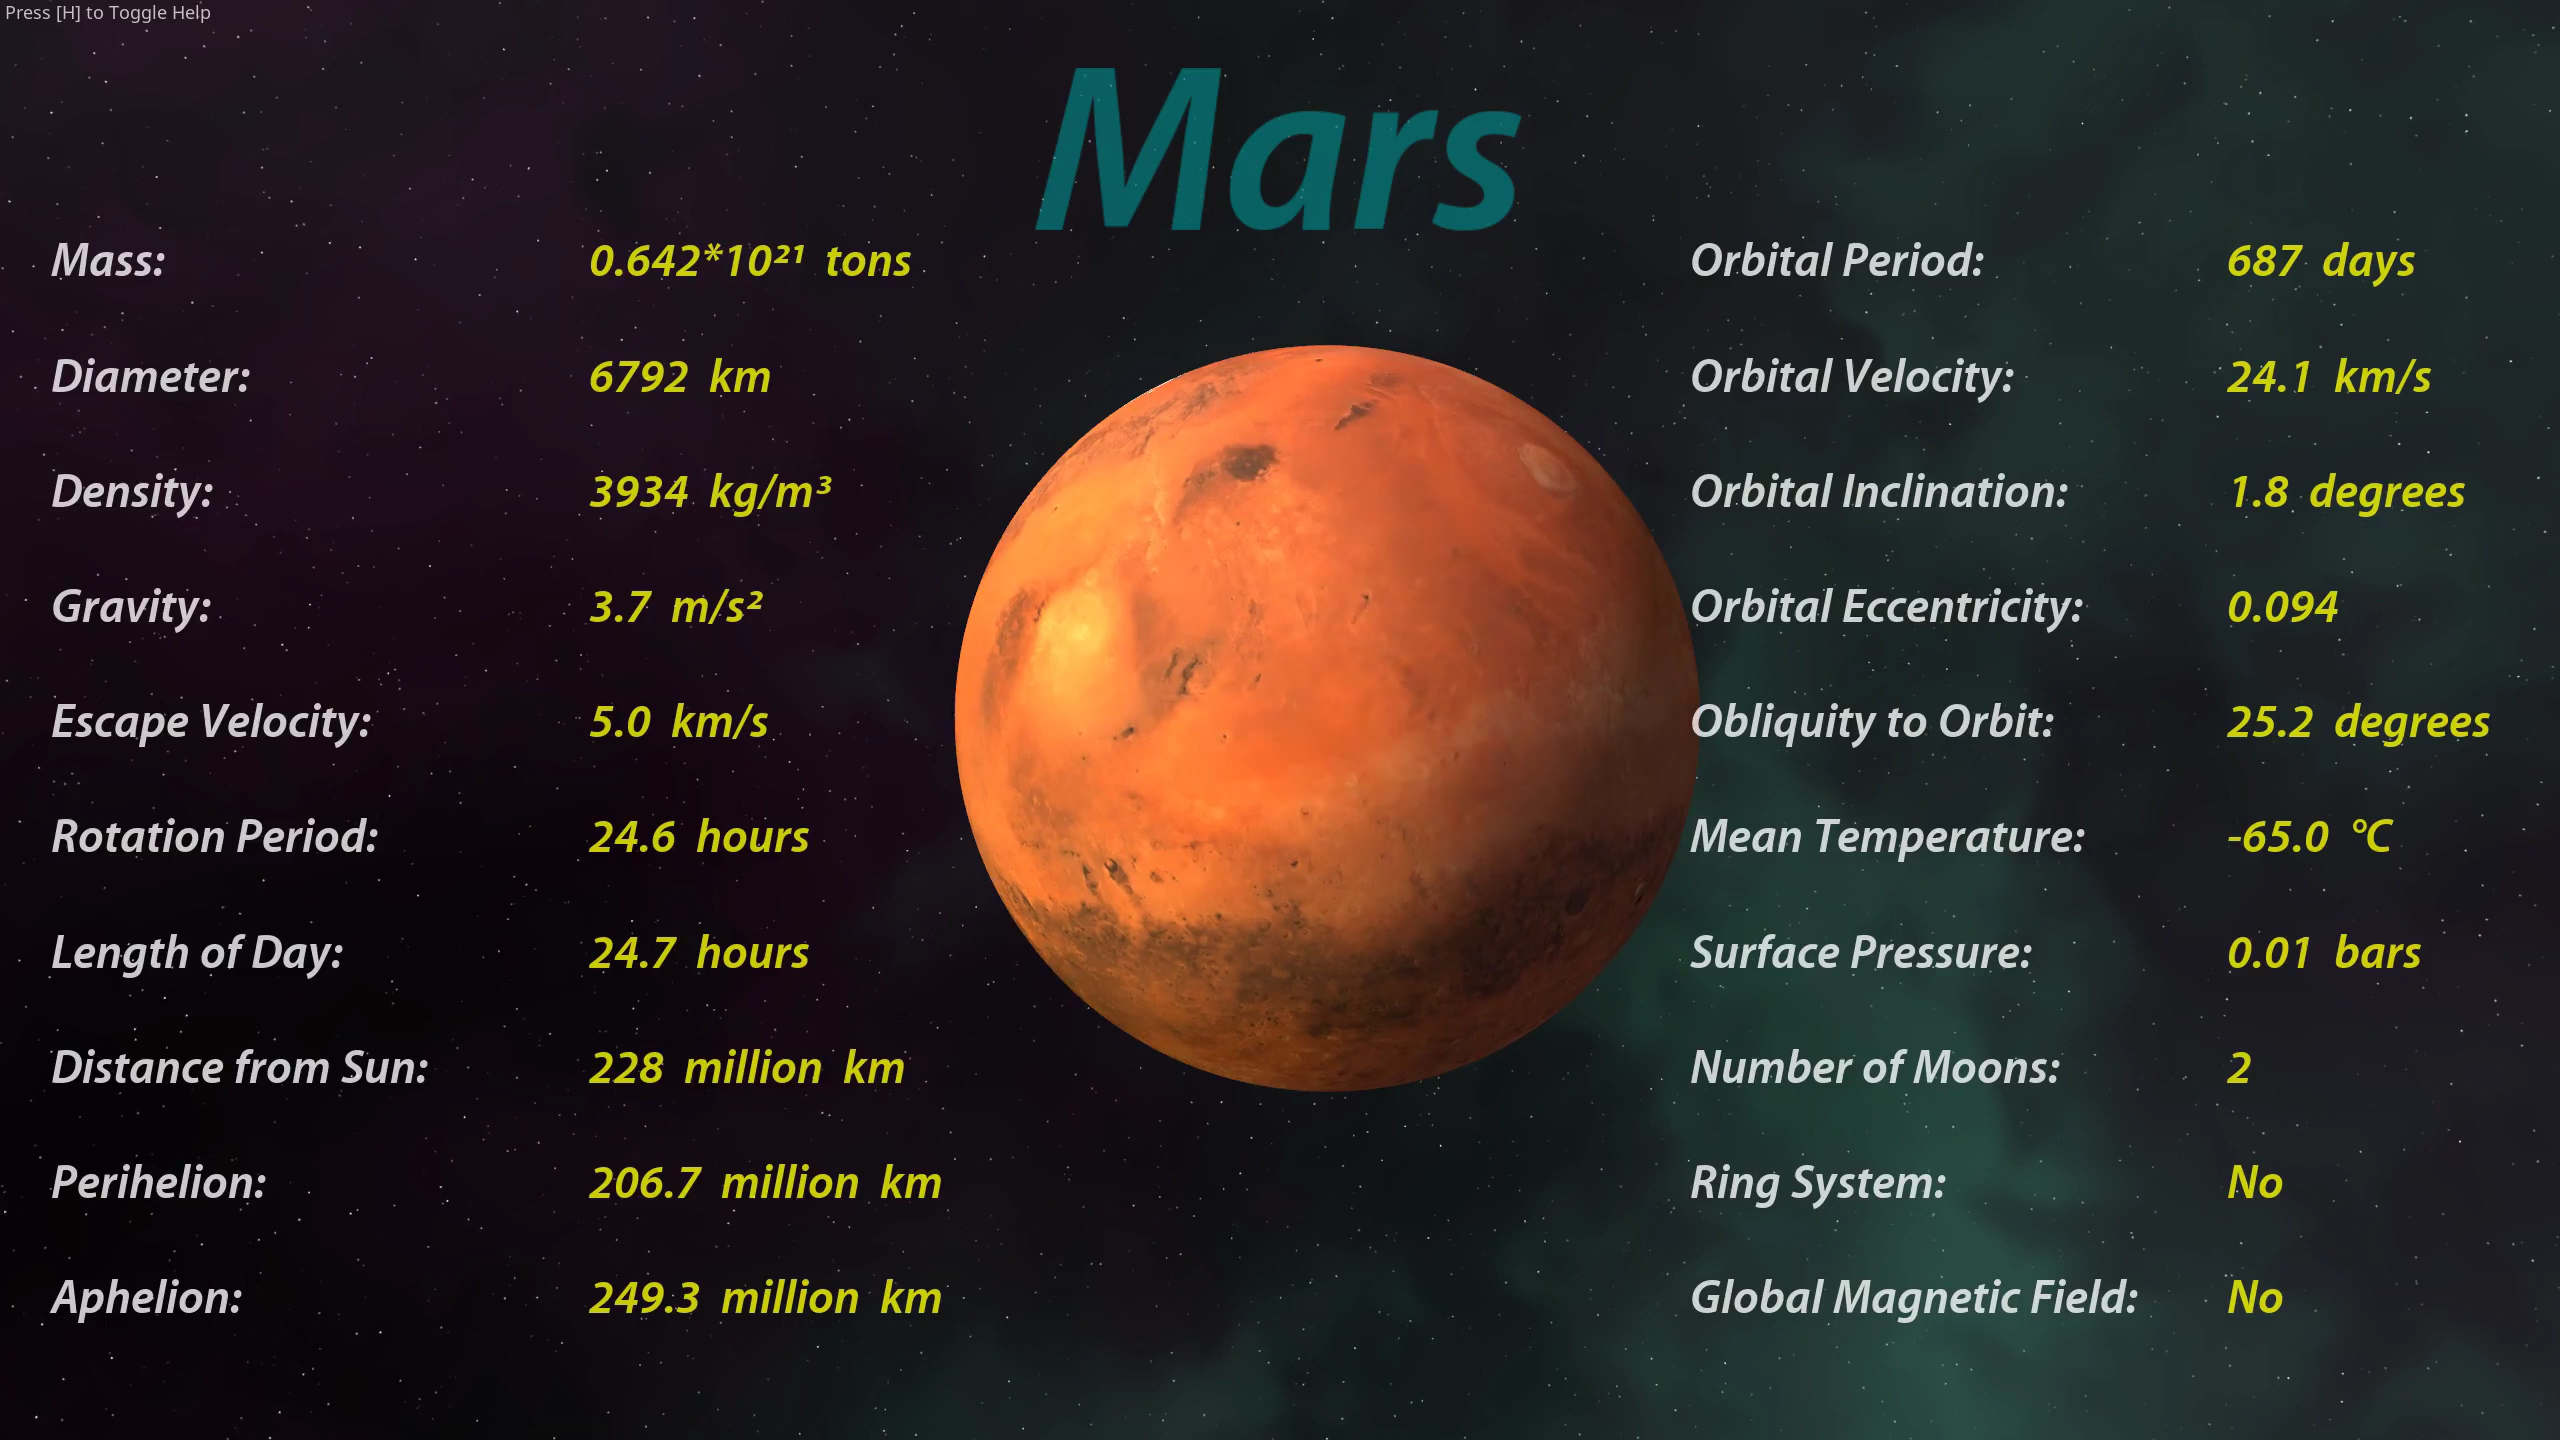 Press [H] to Toggle Help
Mars
Mass: 0.642*10²¹ tons
Diameter: 6792 km
Density: 3934 kg/m³
Gravity: 3.7 m/s²
Escape Velocity: 5.0 km/s
Rotation Period: 24.6 hours
Length of Day: 24.7 hours
Distance from Sun: 228 million km
Perihelion: 206.7 million km
Aphelion: 249.3 million km
Orbital Period: 687 days
Orbital Velocity: 24.1 km/s
Orbital Inclination: 1.8 degrees
Orbital Eccentricity: 0.094
Obliquity to Orbit: 25.2 degrees
Mean Temperature: -65.0 °C
Surface Pressure: 0.01 bars
Number of Moons: 2
Ring System: No
Global Magnetic Field: No